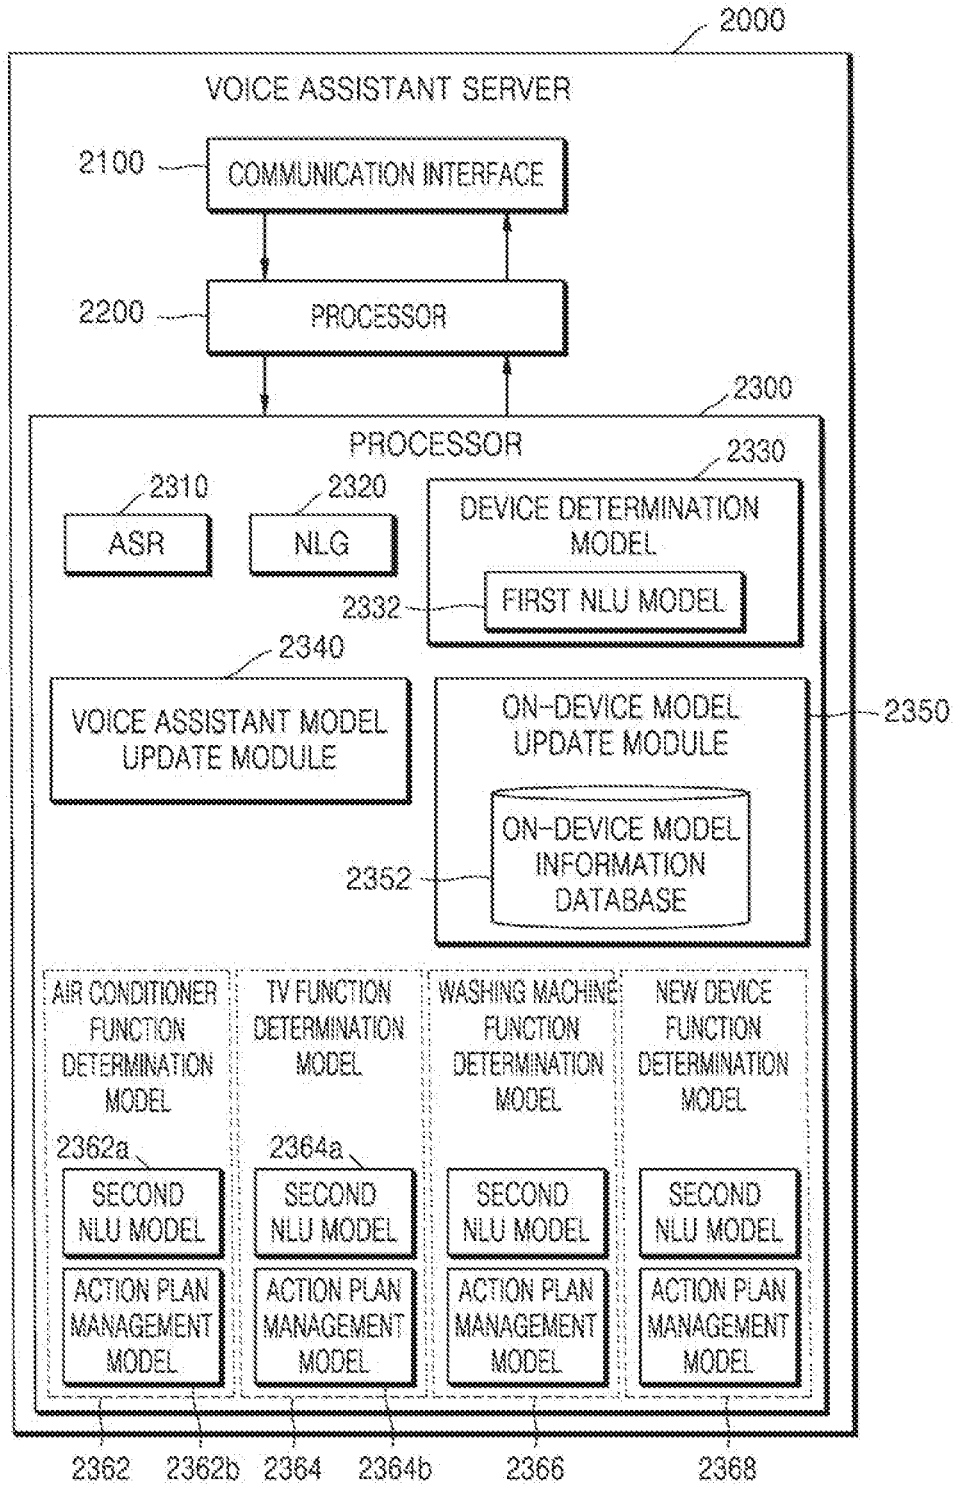 2000
VOICE ASSISTANT SERVER
2100
COMMUNICATION INTERFACE
2200
PROCESSOR
2300
PROCESSOR
2310
ASR
2320
NLG
2330
DEVICE DETERMINATION
MODEL
2332
FIRST NLU MODEL
2340
VOICE ASSISTANT MODEL
UPDATE MODULE
2350
ON-DEVICE MODEL
UPDATE MODULE
2352
ON-DEVICE MODEL
INFORMATION
DATABASE
AIR CONDITIONER
FUNCTION
DETERMINATION
MODEL
2362a
SECOND
NLU MODEL
ACTION PLAN
MANAGEMENT
MODEL
TV FUNCTION
DETERMINATION
MODEL
2364a
SECOND
NLU MODEL
ACTION PLAN
MANAGEMENT
MODEL
WASHING MACHINE
FUNCTION
DETERMINATION
MODEL
SECOND
NLU MODEL
ACTION PLAN
MANAGEMENT
MODEL
NEW DEVICE
FUNCTION
DETERMINATION
MODEL
SECOND
NLU MODEL
ACTION PLAN
MANAGEMENT
MODEL
2362
2362b
2364
2364b
2366
2368